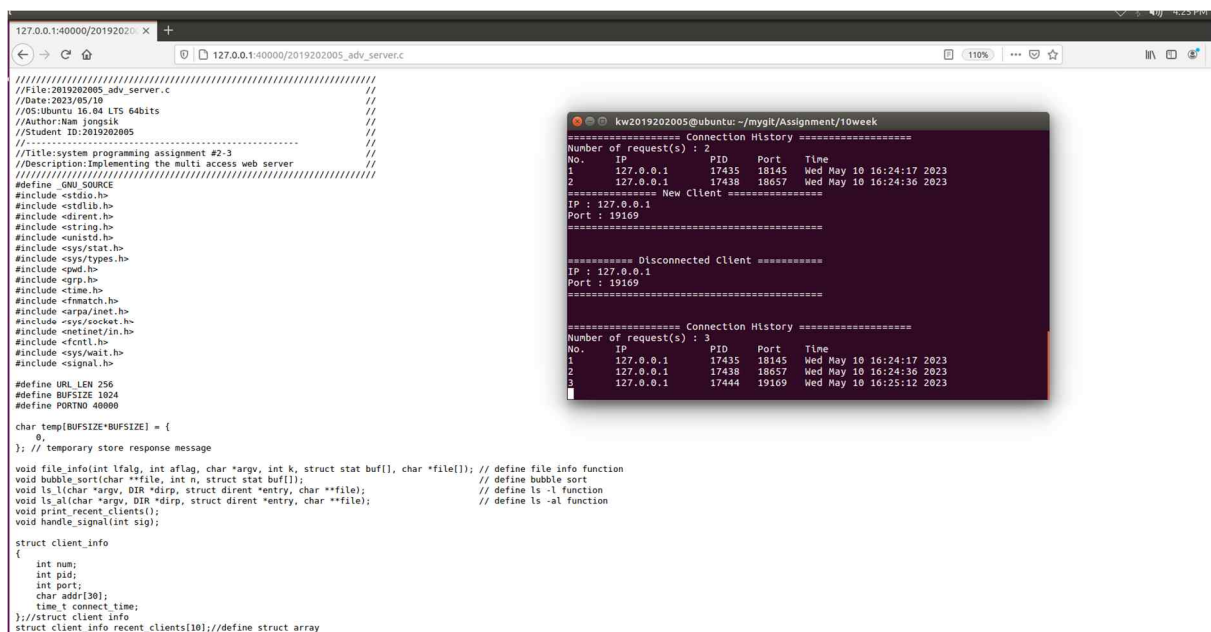 4:25 PM
127.0.0.1:40000/20192020
127.0.0.1:40000/2019202005_adv_server.c
110%
//////////////////////////////////////////////////////////////////////
//File:2019202005_adv_server.c //
//Date:2023/05/10 //
//OS:Ubuntu 16.04 LTS 64bits //
//Author:Nam jongsik //
//Student ID:2019202005 //
//----------------------------------------------------- //
//Title:system programming assignment #2-3 //
//Description:Implementing the multi access web server //
//////////////////////////////////////////////////////////////////////
#define _GNU_SOURCE
#include <stdio.h>
#include <stdlib.h>
#include <dirent.h>
#include <string.h>
#include <unistd.h>
#include <sys/stat.h>
#include <sys/types.h>
#include <pwd.h>
#include <grp.h>
#include <time.h>
#include <fnmatch.h>
#include <arpa/inet.h>
#include <sys/socket.h>
#include <netinet/in.h>
#include <fcntl.h>
#include <sys/wait.h>
#include <signal.h>
#define URL_LEN 256
#define BUFSIZE 1024
#define PORTNO 40000
char temp[BUFSIZE*BUFSIZE] = {
0,
}; // temporary store response message
void file_info(int lfalg, int aflag, char *argv, int k, struct stat buf[], char *file[]); // define file info function
void bubble_sort(char **file, int n, struct stat buf[]); // define bubble sort
void ls_l(char *argv, DIR *dirp, struct dirent *entry, char **file); // define ls -l function
void ls_al(char *argv, DIR *dirp, struct dirent *entry, char **file); // define ls -al function
void print_recent_clients();
void handle_signal(int sig);
struct client_info
{
int num;
int pid;
int port;
char addr[30];
time_t connect_time;
};//struct client info
struct client_info recent_clients[10];//define struct array
kw2019202005@ubuntu: ~/mygit/Assignment/10week
=================== Connection History ===================
Number of request(s) : 2
No. IP PID Port Time
1 127.0.0.1 17435 18145 Wed May 10 16:24:17 2023
2 127.0.0.1 17438 18657 Wed May 10 16:24:36 2023
=============== New Client ================
IP : 127.0.0.1
Port : 19169
===========================================
=========== Disconnected Client ===========
IP : 127.0.0.1
Port : 19169
===========================================
=================== Connection History ===================
Number of request(s) : 3
No. IP PID Port Time
1 127.0.0.1 17435 18145 Wed May 10 16:24:17 2023
2 127.0.0.1 17438 18657 Wed May 10 16:24:36 2023
3 127.0.0.1 17444 19169 Wed May 10 16:25:12 2023